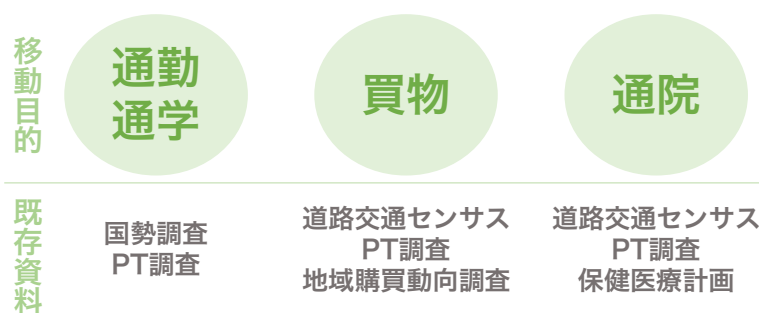 移動目的
通勤
通学
買物
通院
既存資料
国勢調査
PT調査
道路交通センサス
PT調査
地域購買動向調査
道路交通センサス
PT調査
保健医療計画